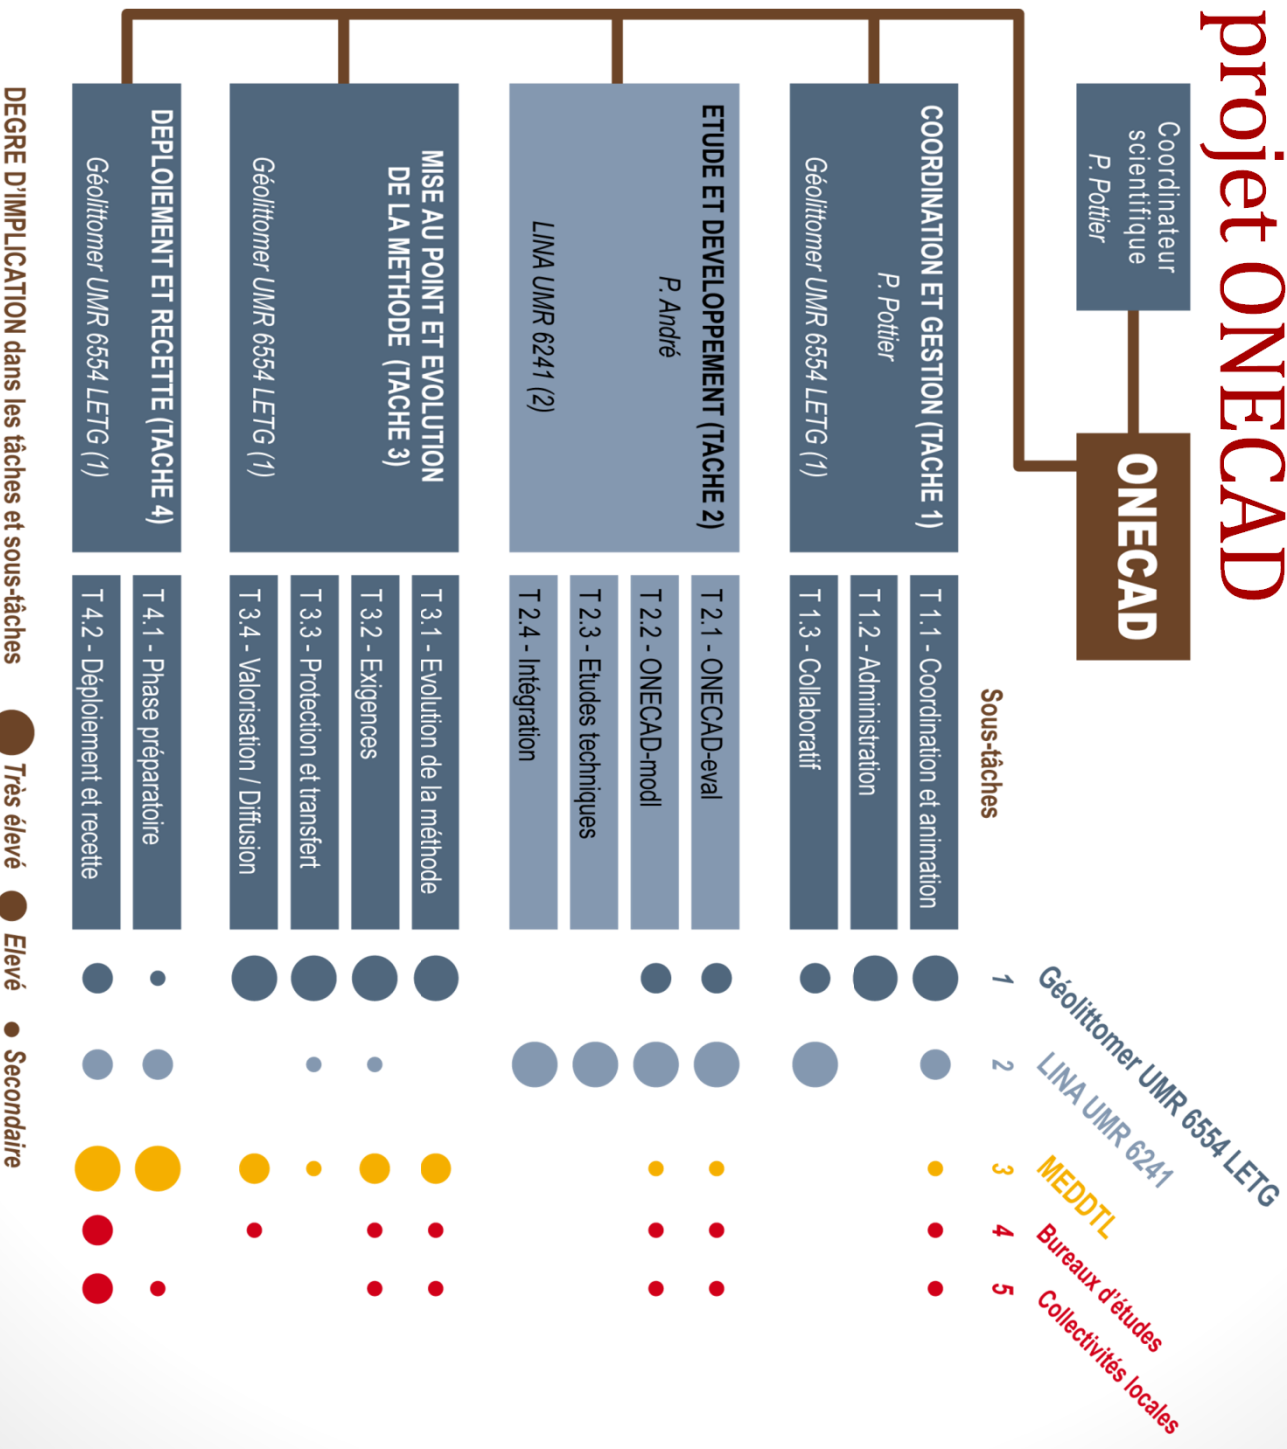 projet ONECAD
Coordinateur
scientifique
P. Pottier
ONECAD
Géolittomer UMR 6554 LETG
LINA UMR 6241
MEDDTL
Bureaux d'études
Collectivités locales
Sous-tâches
1
2
3
4
5
COORDINATION ET GESTION (TACHE 1)
P. Pottier
Géolittomer UMR 6554 LETG (1)
T 1.1 - Coordination et animation
T 1.2 - Administration
T 1.3 - Collaboratif
ETUDE ET DEVELOPPEMENT (TACHE 2)
P. André
LINA UMR 6241 (2)
T 2.1 - ONECAD-eval
T 2.2 - ONECAD-modl
T 2.3 - Etudes techniques
T 2.4 - Intégration
MISE AU POINT ET EVOLUTION
DE LA METHODE (TACHE 3)
Géolittomer UMR 6554 LETG (1)
T 3.1 - Evolution de la méthode
T 3.2 - Exigences
T 3.3 - Protection et transfert
T 3.4 - Valorisation / Diffusion
DEPLOIEMENT ET RECETTE (TACHE 4)
Géolittomer UMR 6554 LETG (1)
T 4.1 - Phase préparatoire
T 4.2 - Déploiement et recette
DEGRE D'IMPLICATION dans les tâches et sous-tâches
Très élevé
Elevé
Secondaire